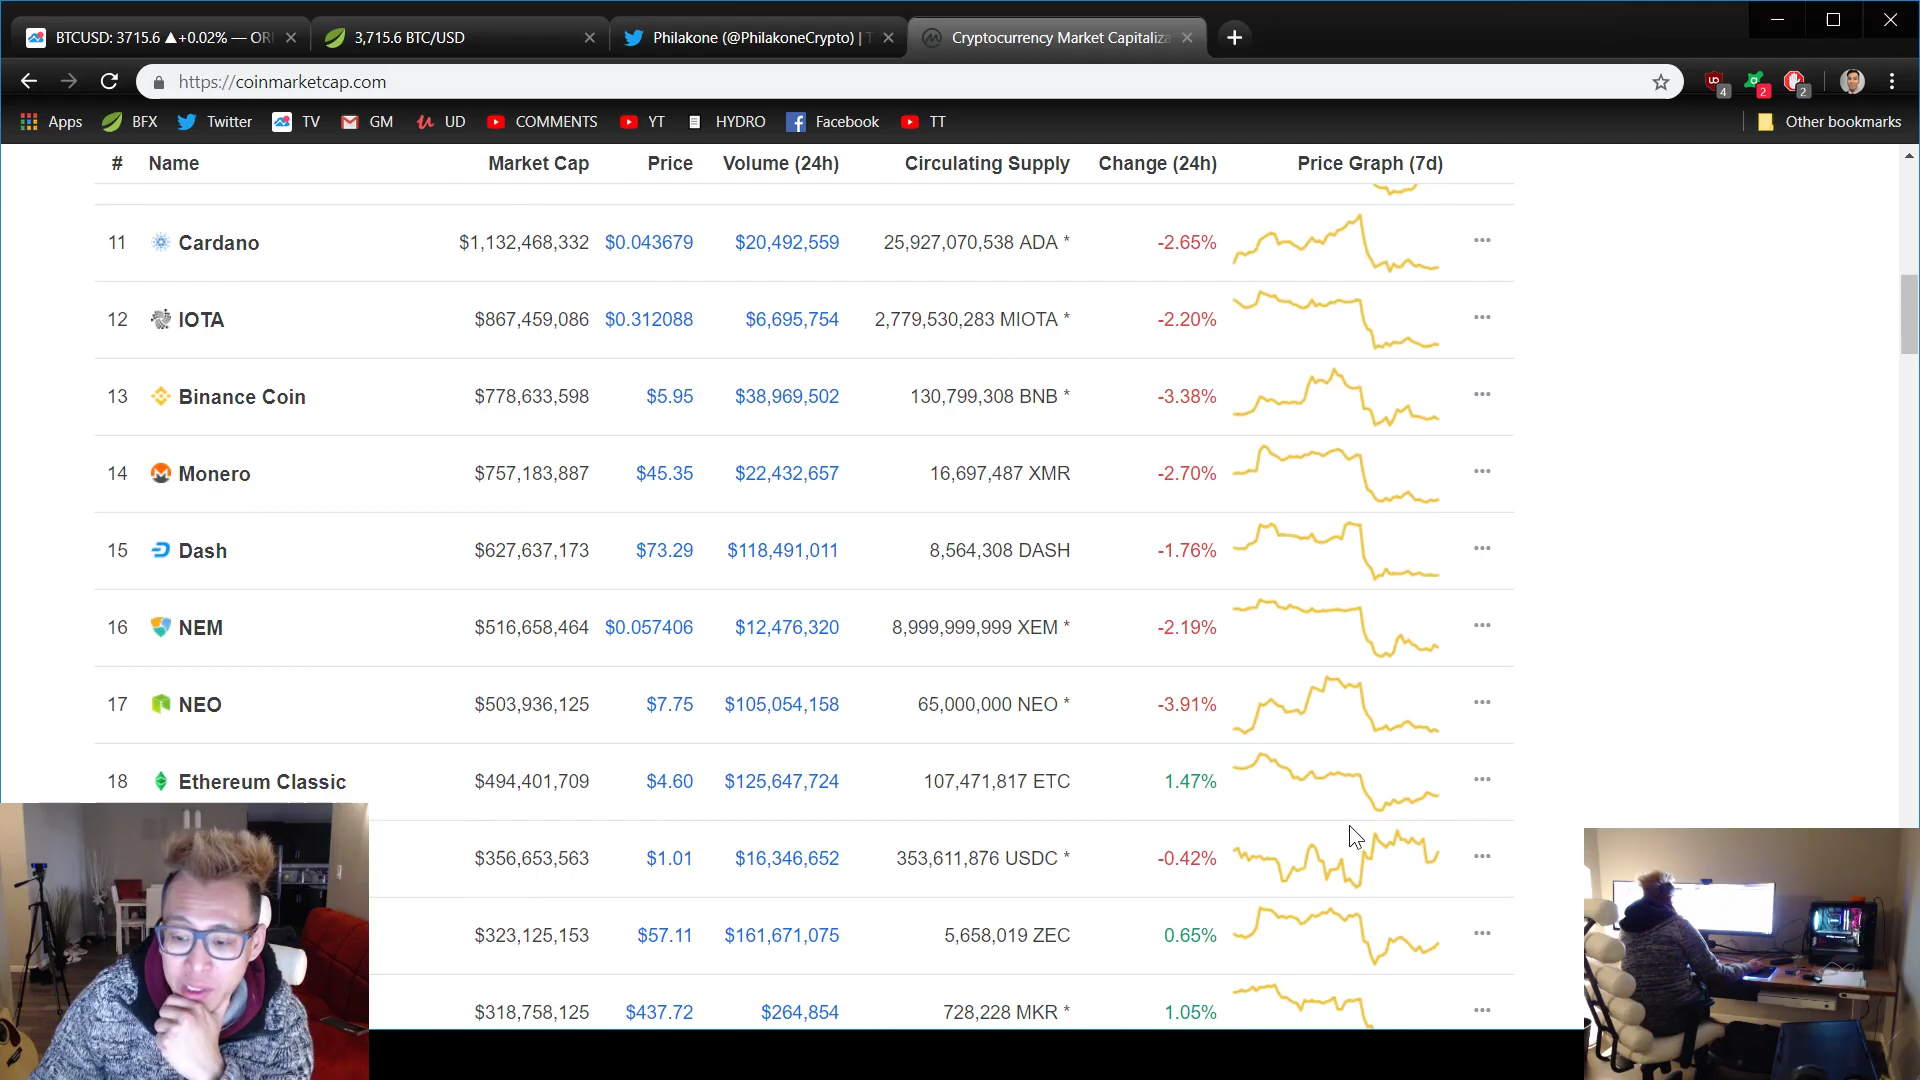 BTCUSD: 3715.6 ▲+0.02% — OR
3,715.6 BTC/USD
Philakone (@PhilakoneCrypto) | T
Cryptocurrency Market Capitaliza
https://coinmarketcap.com
4
2
2
Apps BFX Twitter TV GM UD COMMENTS YT HYDRO Facebook TT Other bookmarks
# Name Market Cap Price Volume (24h) Circulating Supply Change (24h) Price Graph (7d)
11 Cardano $1,132,468,332 $0.043679 $20,492,559 25,927,070,538 ADA * -2.65%
12 IOTA $867,459,086 $0.312088 $6,695,754 2,779,530,283 MIOTA * -2.20%
13 Binance Coin $778,633,598 $5.95 $38,969,502 130,799,308 BNB * -3.38%
14 Monero $757,183,887 $45.35 $22,432,657 16,697,487 XMR -2.70%
15 Dash $627,637,173 $73.29 $118,491,011 8,564,308 DASH -1.76%
16 NEM $516,658,464 $0.057406 $12,476,320 8,999,999,999 XEM * -2.19%
17 NEO $503,936,125 $7.75 $105,054,158 65,000,000 NEO * -3.91%
18 Ethereum Classic $494,401,709 $4.60 $125,647,724 107,471,817 ETC 1.47%
$356,653,563 $1.01 $16,346,652 353,611,876 USDC * -0.42%
$323,125,153 $57.11 $161,671,075 5,658,019 ZEC 0.65%
$318,758,125 $437.72 $264,854 728,228 MKR * 1.05%